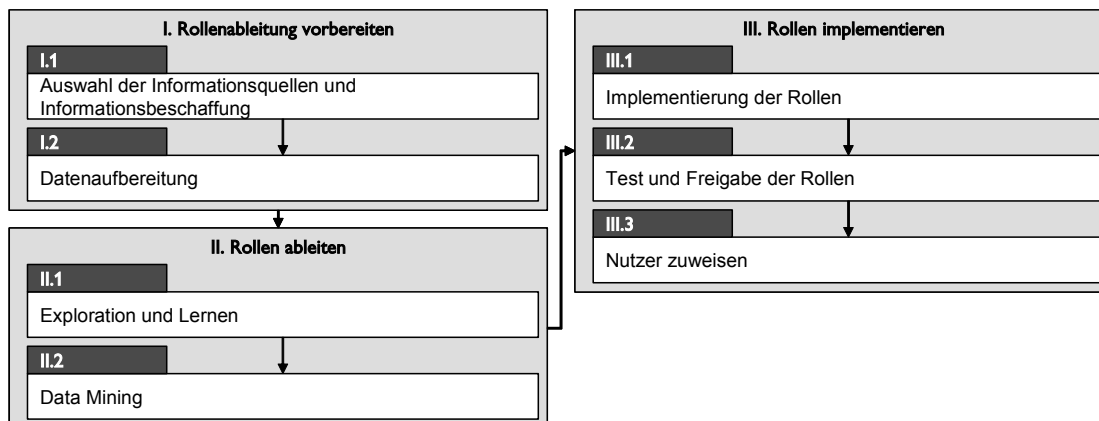 I. Rollenableitung vorbereiten
I.1
Auswahl der Informationsquellen und
Informationsbeschaffung
I.2
Datenaufbereitung
II. Rollen ableiten
II.1
Exploration und Lernen
II.2
Data Mining
III. Rollen implementieren
III.1
Implementierung der Rollen
III.2
Test und Freigabe der Rollen
III.3
Nutzer zuweisen